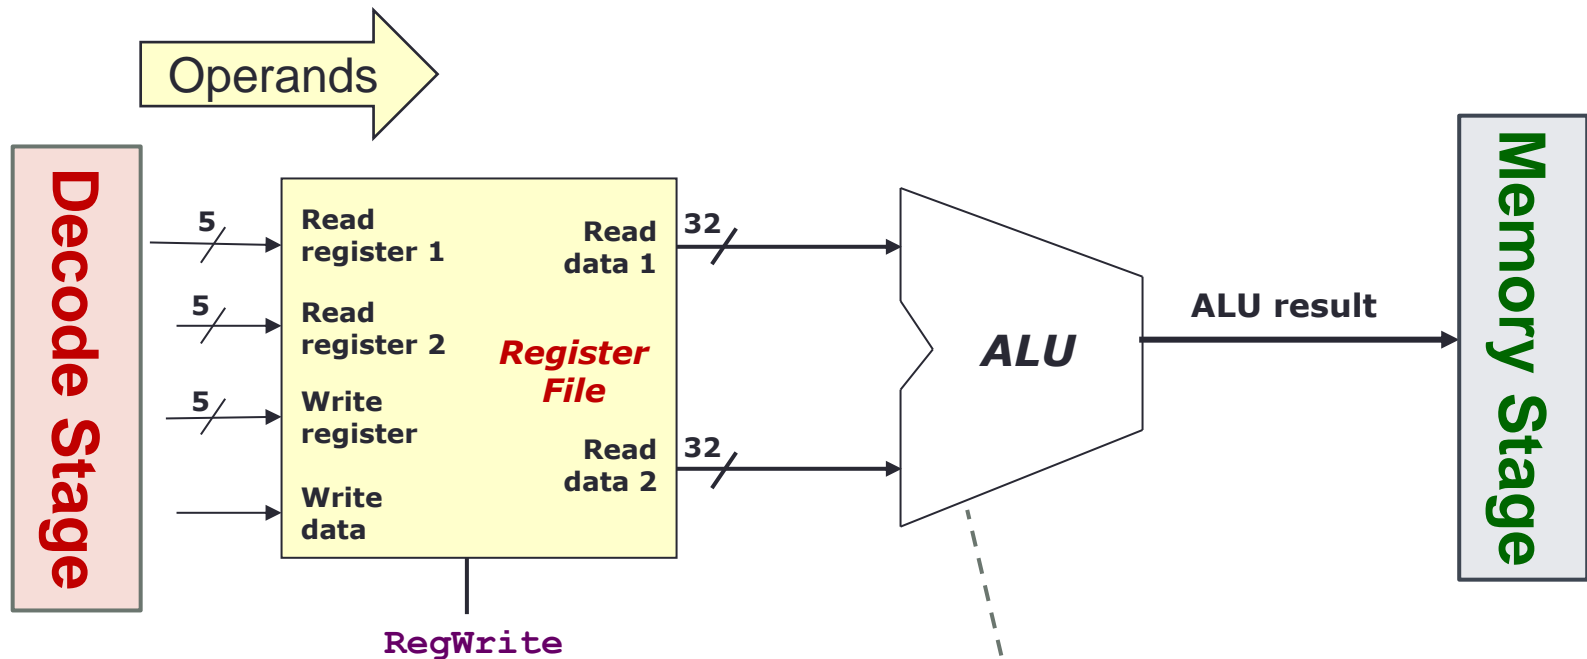 Operands
Decode Stage
5
Read
register 1
5
Read
register 2
5
Write
register
Write
data
Register
File
Read
data 1
32
Read
data 2
32
RegWrite
ALU
ALU result
Memory Stage